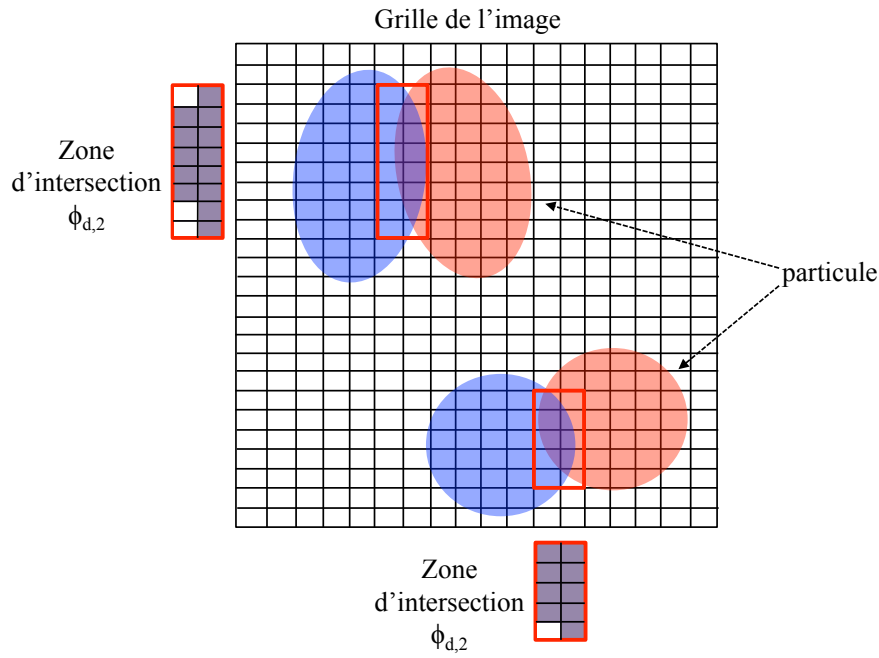 Grille de l’image
Zone
d’intersection
ϕd,2
particule
Zone
d’intersection
ϕd,2